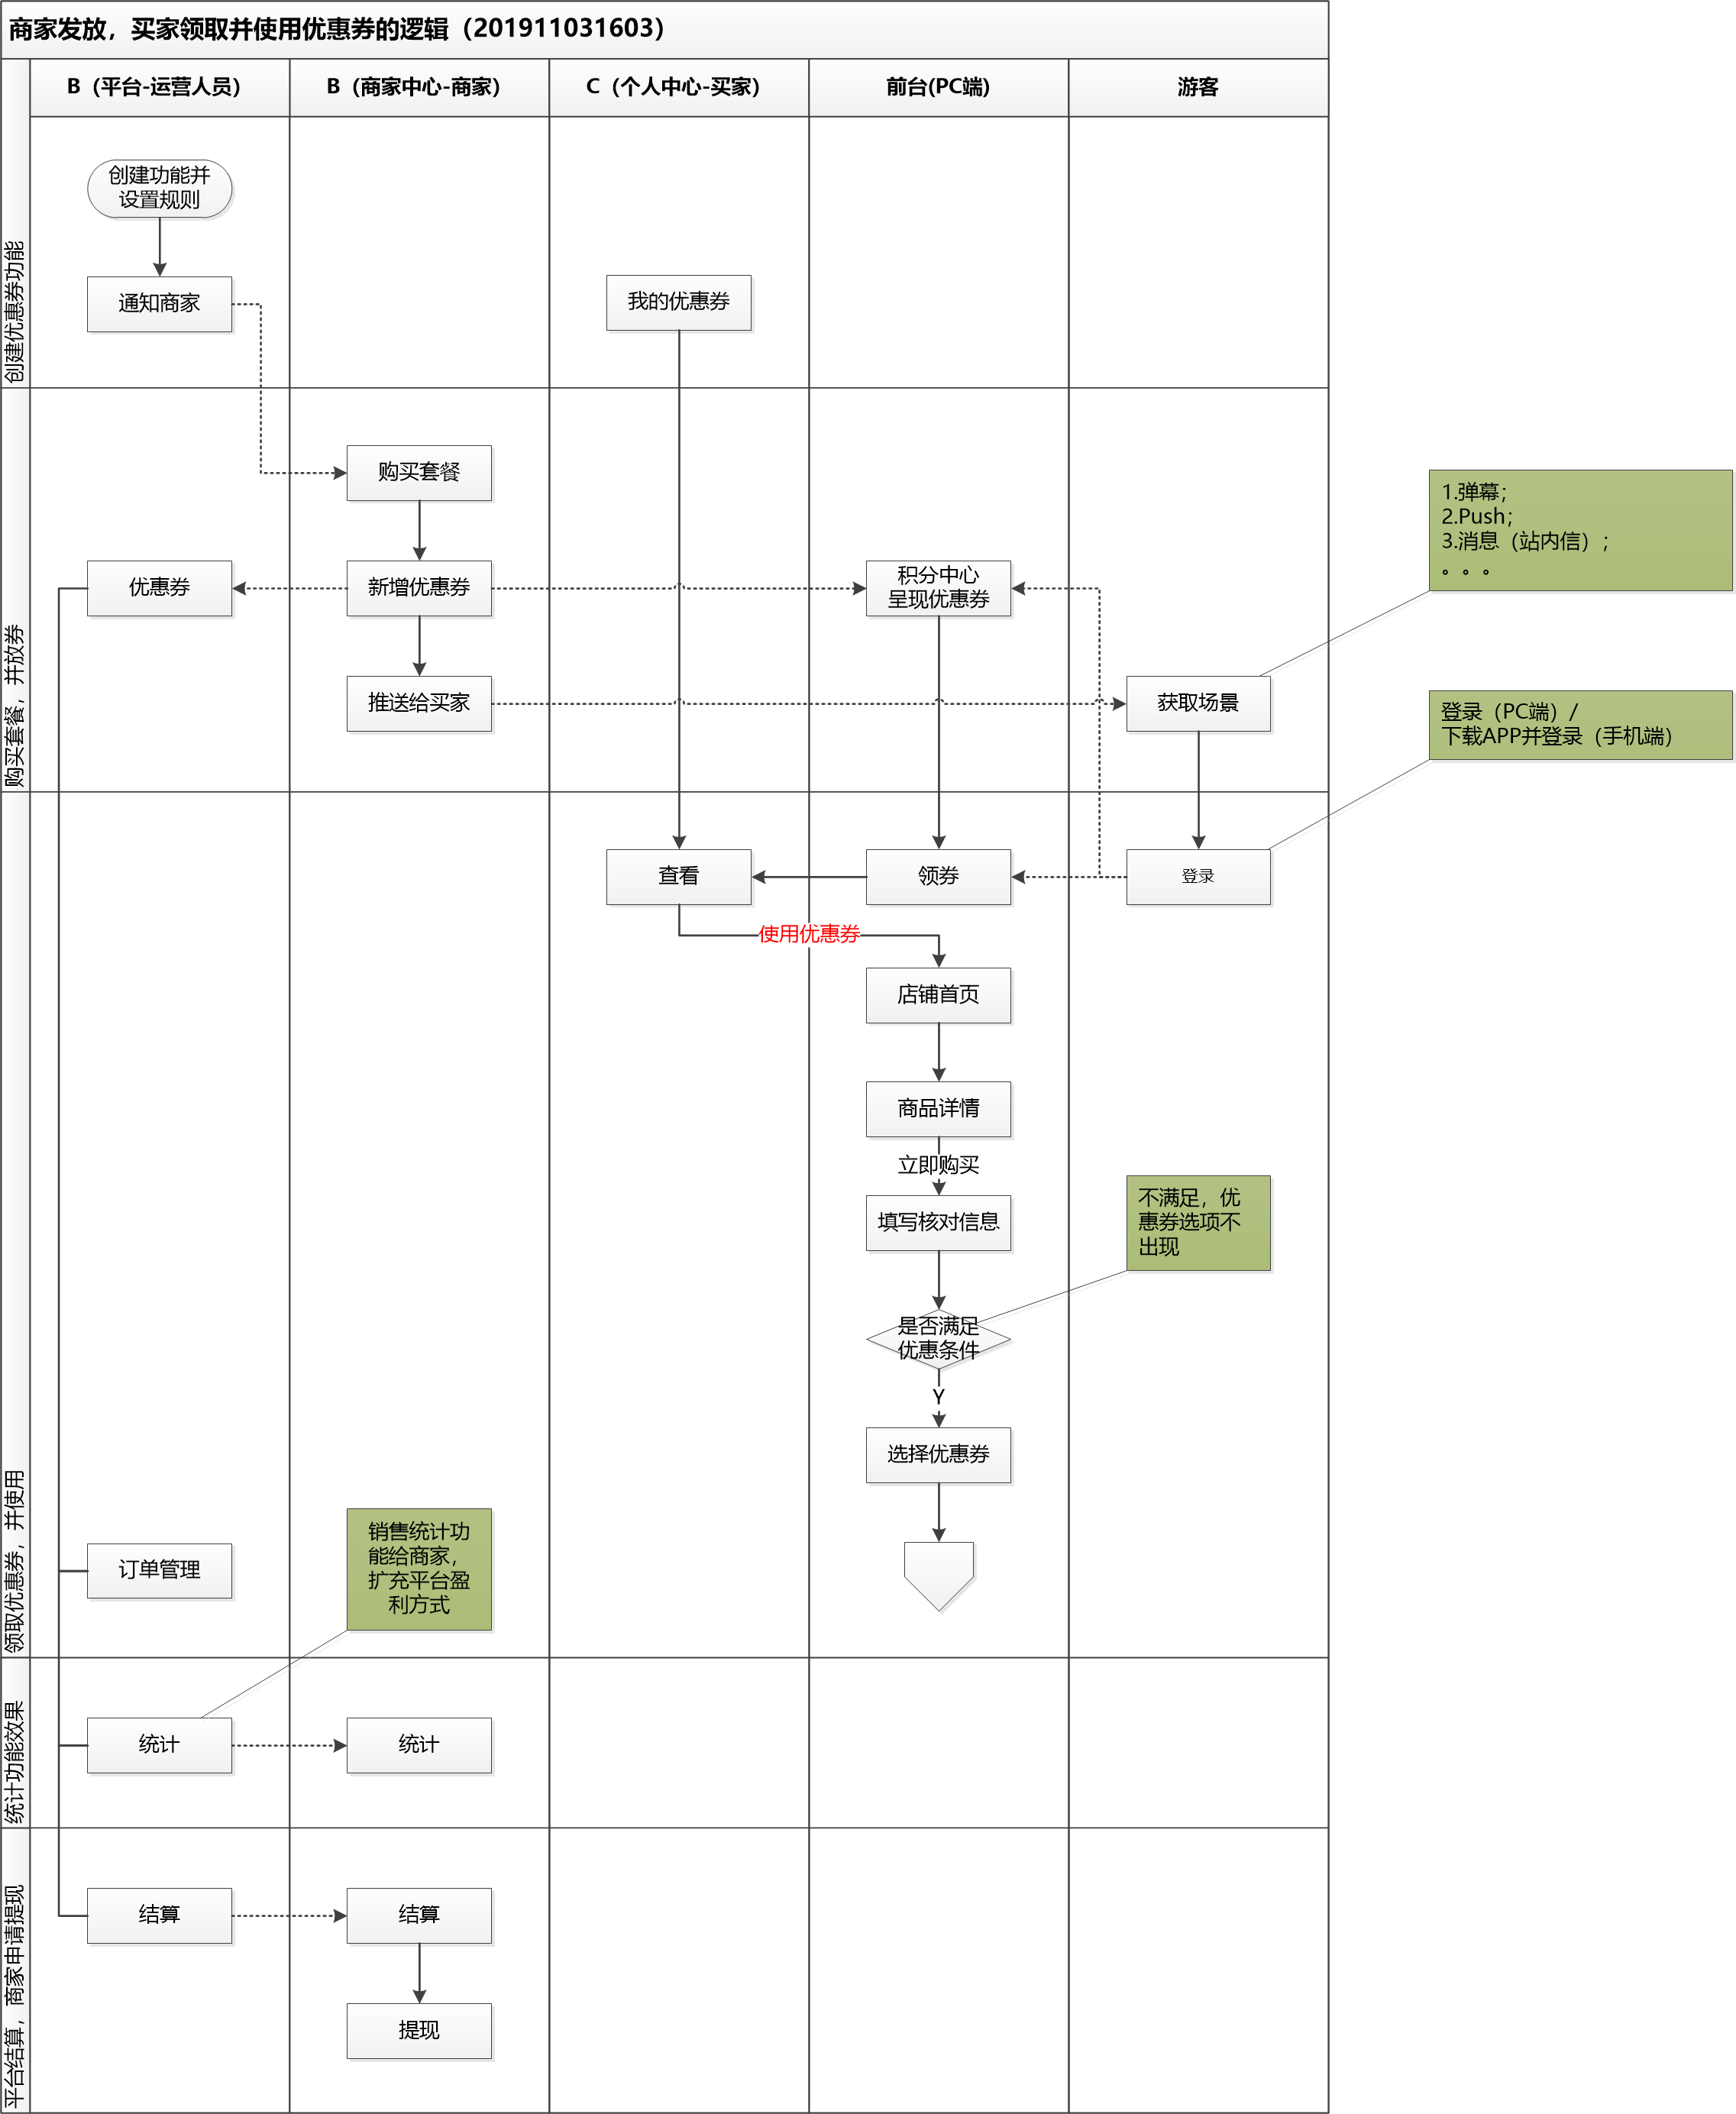 商家发放，买家领取并使用优惠券的逻辑（201911031603）
B（平台-运营人员）
B（商家中心-商家）
C（个人中心-买家）
前台(PC端)
游客
创建优惠券功能
创建功能并
设置规则
通知商家
我的优惠券
购买套餐，并放券
购买套餐
1.弹幕；
2.Push；
3.消息（站内信）；
。。。
优惠券
新增优惠券
积分中心
呈现优惠券
推送给买家
获取场景
登录（PC端）/
下载APP并登录（手机端）
领取优惠券，并使用
查看
领券
登录
使用优惠券
店铺首页
商品详情
立即购买
填写核对信息
不满足，优
惠券选项不
出现
是否满足
优惠条件
Y
选择优惠券
订单管理
销售统计功
能给商家，
扩充平台盈
利方式
统计功能效果
统计
统计
平台结算，商家申请提现
结算
结算
提现